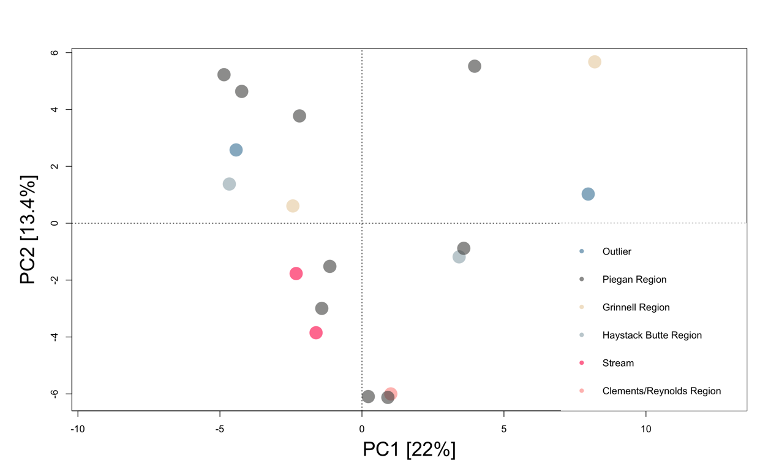 6
4
2
0
-2
-4
-6
PC2 [13.4%]
Outlier
Piegan Region
Grinnell Region
Haystack Butte Region
Stream
Clements/Reynolds Region
-10
-5
0
5
10
PC1 [22%]